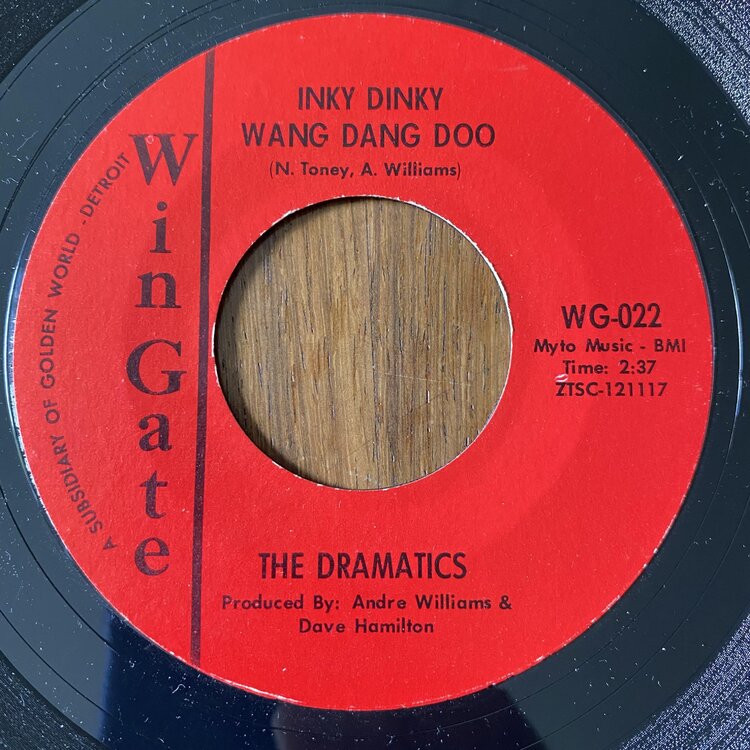 INKY DINKY
WANG DANG DOO
(N. Toney, A. Williams)
WinGate
A SUBSIDIARY OF GOLDEN WORLD - DETROIT
WG-022
Myto Music - BMI
Time: 2:37
ZTSC-121117
THE DRAMATICS
Produced By: Andre Williams &
Dave Hamilton